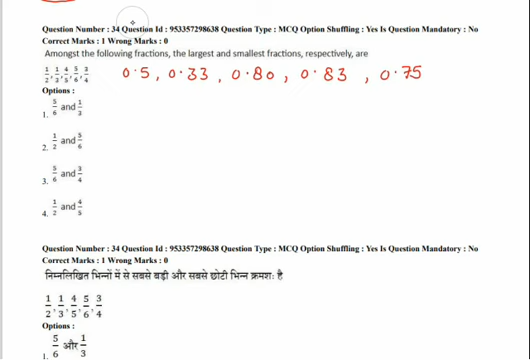 Question Number : 34 Question Id : 953357298638 Question Type : MCQ Option Shuffling : Yes Is Question Mandatory : No
Correct Marks : 1 Wrong Marks : 0
Amongst the following fractions, the largest and smallest fractions, respectively, are
1/2, 1/3, 4/5, 5/6, 3/4 0.5, 0.33, 0.80, 0.83, 0.75
Options :
1. 5/6 and 1/3
2. 1/2 and 5/6
3. 5/6 and 3/4
4. 1/2 and 4/5
Question Number : 34 Question Id : 953357298638 Question Type : MCQ Option Shuffling : Yes Is Question Mandatory : No
Correct Marks : 1 Wrong Marks : 0
निम्नलिखित भिन्नों में से सबसे बड़ी और सबसे छोटी भिन्न क्रमशः है
1/2, 1/3, 4/5, 5/6, 3/4
Options :
1. 5/6 और 1/3